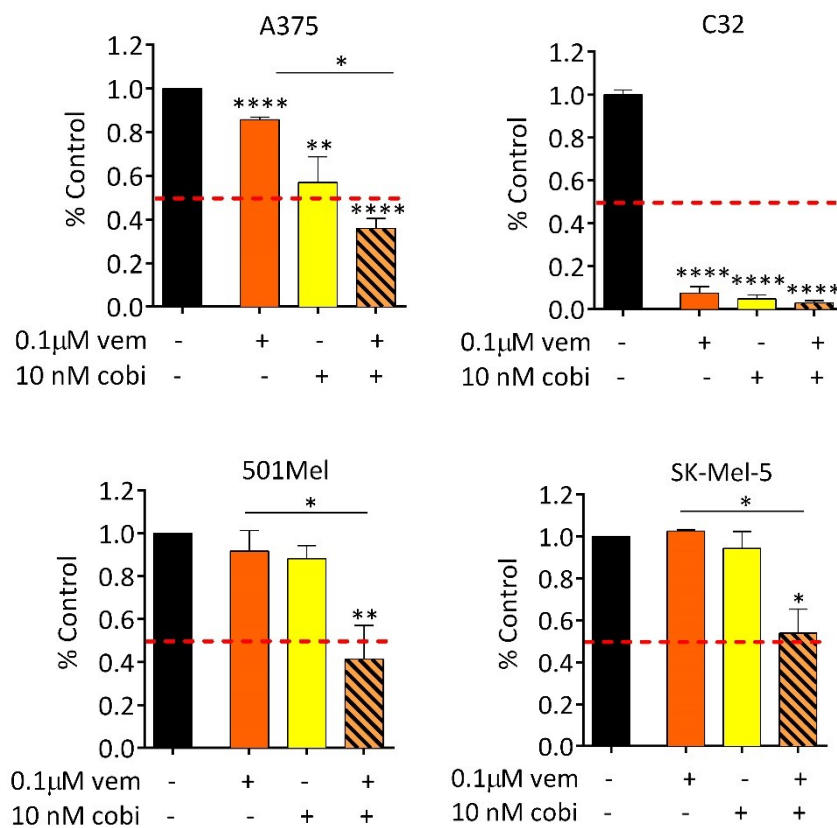 A375
% Control
1.2
1.0
0.8
0.6
0.4
0.2
0.0
****
**
****
*
0.1μM vem - + - +
10 nM cobi - - + +
C32
% Control
1.2
1.0
0.8
0.6
0.4
0.2
0.0
**** **** ****
0.1μM vem - + - +
10 nM cobi - - + +
501Mel
% Control
1.2
1.0
0.8
0.6
0.4
0.2
0.0
*
**
0.1μM vem - + - +
10 nM cobi - - + +
SK-Mel-5
% Control
1.2
1.0
0.8
0.6
0.4
0.2
0.0
*
*
0.1μM vem - + - +
10 nM cobi - - + +